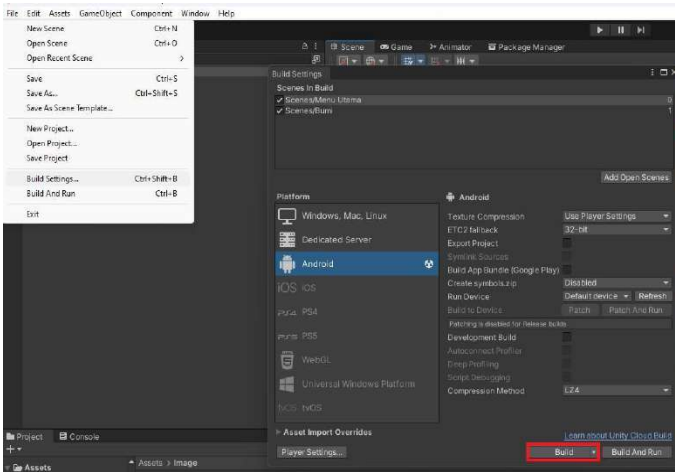 File Edit Assets GameObject Component Window Help
New Scene Ctrl+N
Open Scene Ctrl+O
Open Recent Scene >
Save Ctrl+S
Save As... Ctrl+Shift+S
Save As Scene Template...
New Project...
Open Project...
Save Project
Build Settings... Ctrl+Shift+B
Build And Run Ctrl+B
Exit
Scene Game Animator Package Manager
Build Settings
Scenes In Build
Scenes/Menu Utama 0
Scenes/Bumi 1
Add Open Scenes
Platform
Windows, Mac, Linux
Dedicated Server
Android
iOS iOS
PS4 PS4
PS5 PS5
WebGL
Universal Windows Platform
tvOS tvOS
Android
Texture Compression Use Player Settings
ETC2 fallback 32-bit
Export Project
Symlink Sources
Build App Bundle (Google Play)
Create symbols.zip Disabled
Run Device Default device Refresh
Build to Device Patch Patch And Run
Patching is disabled for Release builds
Development Build
Autoconnect Profiler
Deep Profiling
Script Debugging
Compression Method LZ4
Asset Import Overrides
Learn about Unity Cloud Build
Player Settings... Build Build And Run
Project Console
Assets Assets > Image